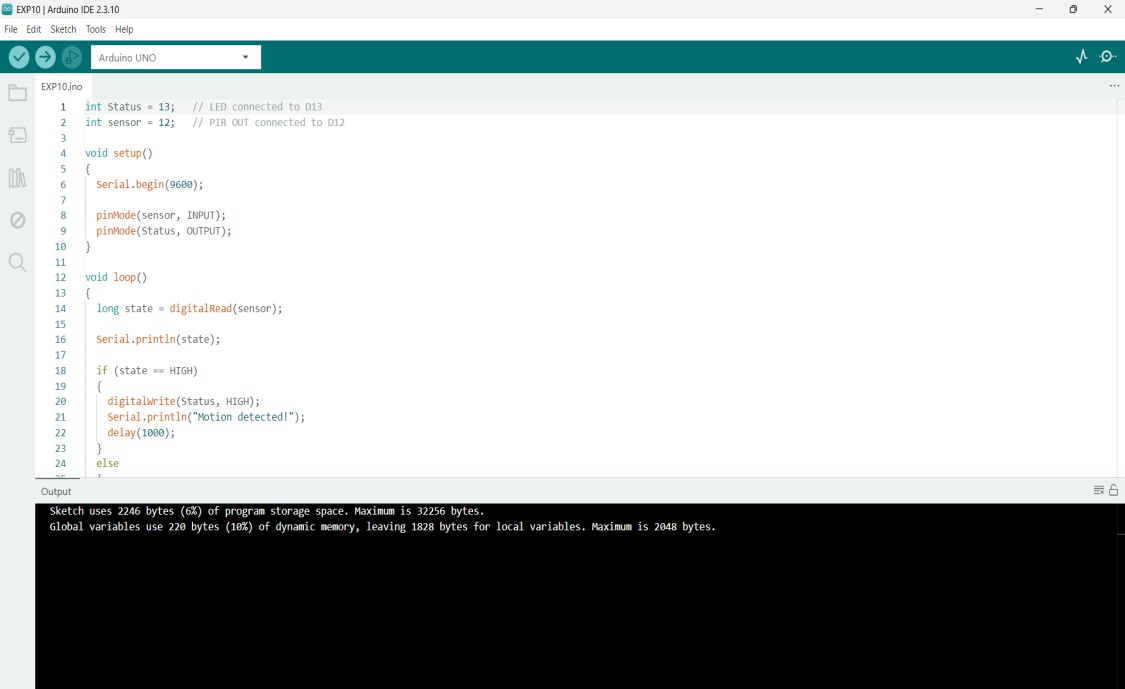 EXP10 | Arduino IDE 2.3.10
File Edit Sketch Tools Help
Arduino UNO
EXP10.ino
1 int Status = 13;   // LED connected to D13
2 int sensor = 12;   // PIR OUT connected to D12
3
4 void setup()
5 {
6   Serial.begin(9600);
7
8   pinMode(sensor, INPUT);
9   pinMode(Status, OUTPUT);
10 }
11
12 void loop()
13 {
14   long state = digitalRead(sensor);
15
16   Serial.println(state);
17
18   if (state == HIGH)
19   {
20     digitalWrite(Status, HIGH);
21     Serial.println("Motion detected!");
22     delay(1000);
23   }
24   else
25   {
Output
Sketch uses 2246 bytes (6%) of program storage space. Maximum is 32256 bytes.
Global variables use 220 bytes (10%) of dynamic memory, leaving 1828 bytes for local variables. Maximum is 2048 bytes.